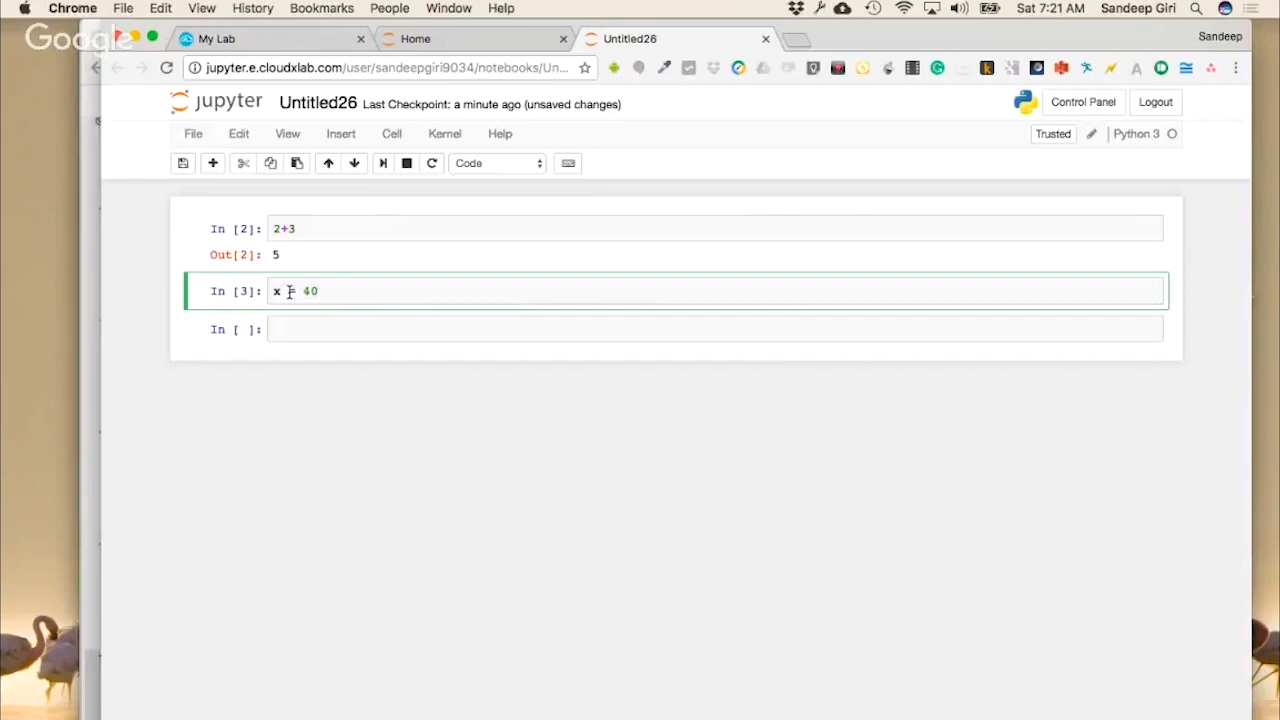 Chrome File Edit View History Bookmarks People Window Help Sat 7:21 AM Sandeep Giri
Google
My Lab Home Untitled26 Sandeep
jupyter.e.cloudxlab.com/user/sandeepgiri9034/notebooks/Un...
jupyter Untitled26 Last Checkpoint: a minute ago (unsaved changes) Control Panel Logout
File Edit View Insert Cell Kernel Help Trusted Python 3
Code
In [2]: 2+3
Out[2]: 5
In [3]: x = 40
In [ ]: